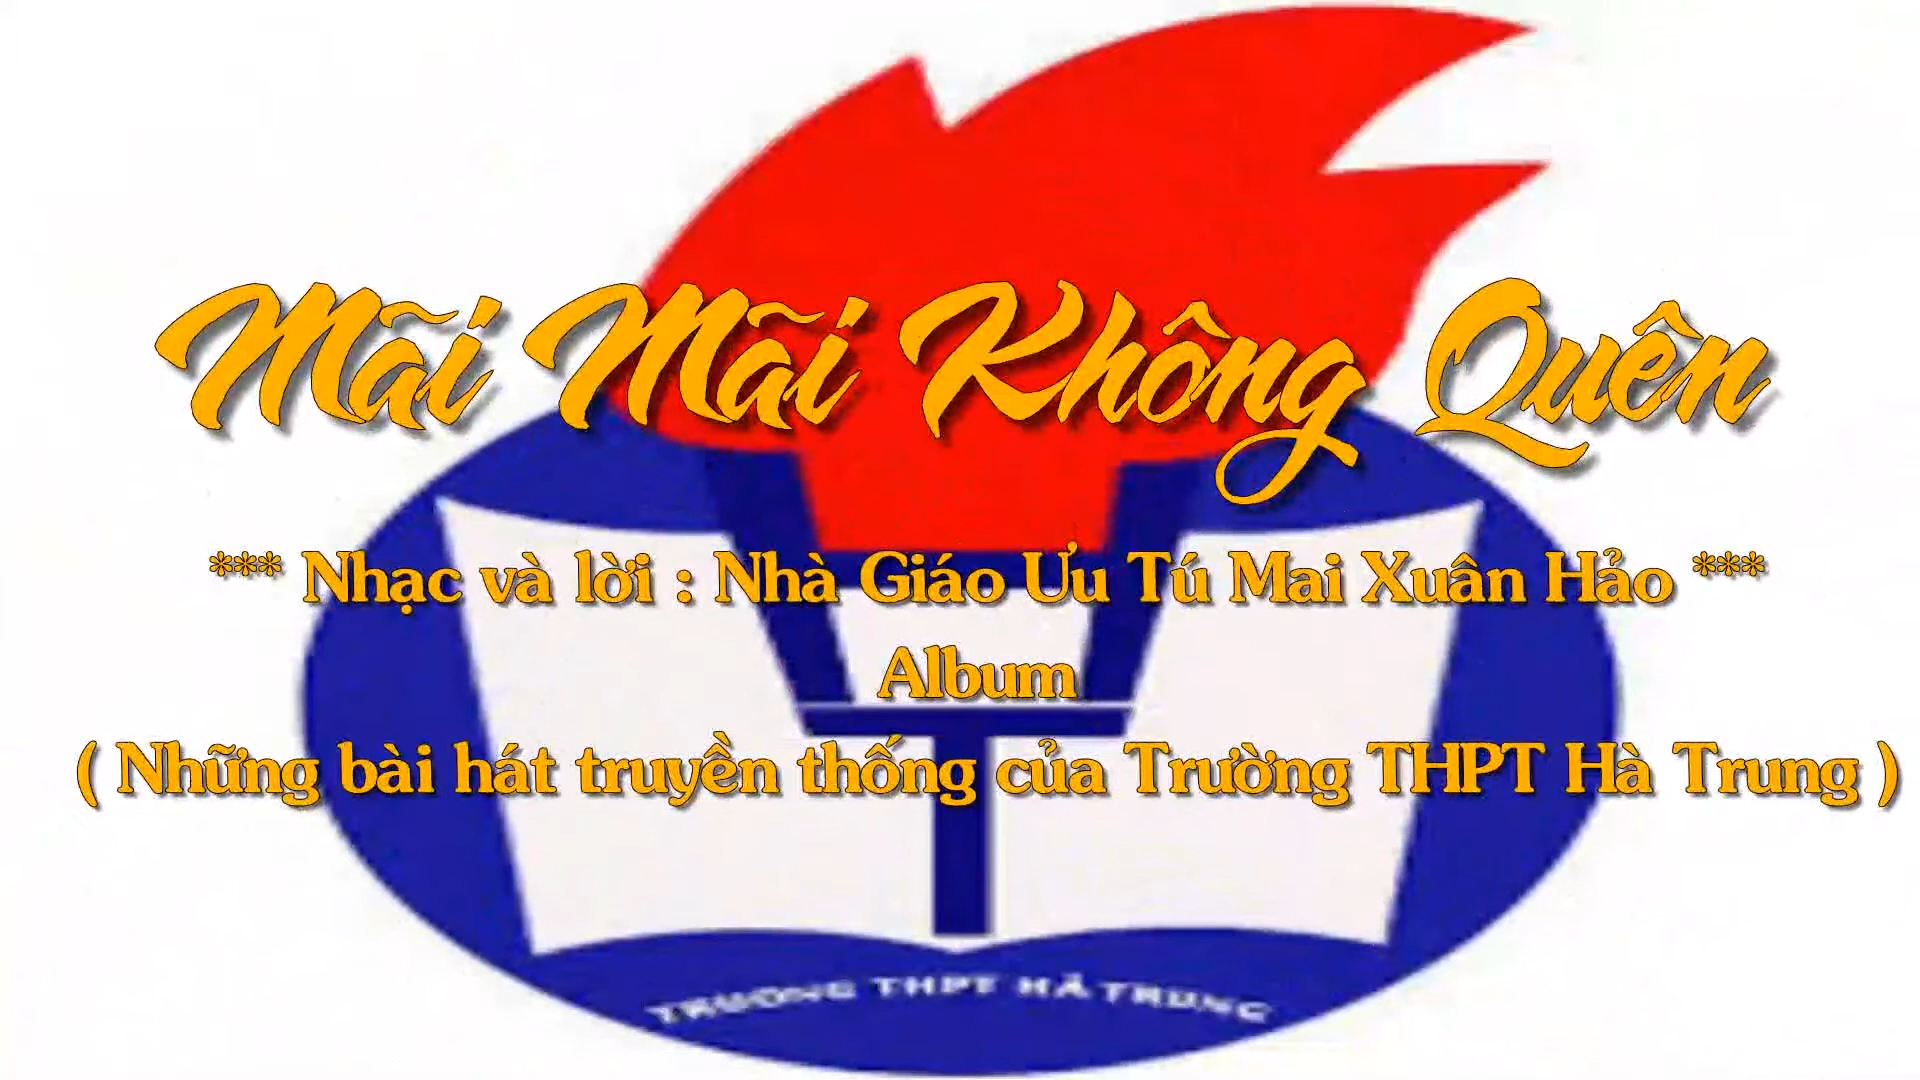 Mãi Mãi Không Quên
*** Nhạc và lời : Nhà Giáo Ưu Tú Mai Xuân Hảo ***
Album
( Những bài hát truyền thống của Trường THPT Hà Trung )
TRƯỜNG THPT HÀ TRUNG